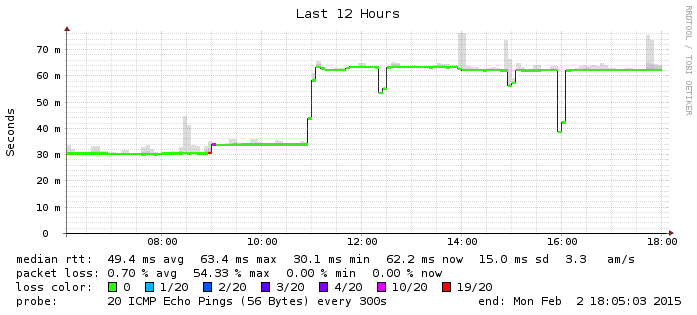 Last 12 Hours
RRDTOOL / TOBI OETIKER
Seconds
70 m
60 m
50 m
40 m
30 m
20 m
10 m
0
08:00 10:00 12:00 14:00 16:00 18:00
median rtt: 49.4 ms avg 63.4 ms max 30.1 ms min 62.2 ms now 15.0 ms sd 3.3 am/s
packet loss: 0.70 % avg 54.33 % max 0.00 % min 0.00 % now
loss color: 0 1/20 2/20 3/20 4/20 10/20 19/20
probe: 20 ICMP Echo Pings (56 Bytes) every 300s end: Mon Feb 2 18:05:03 2015